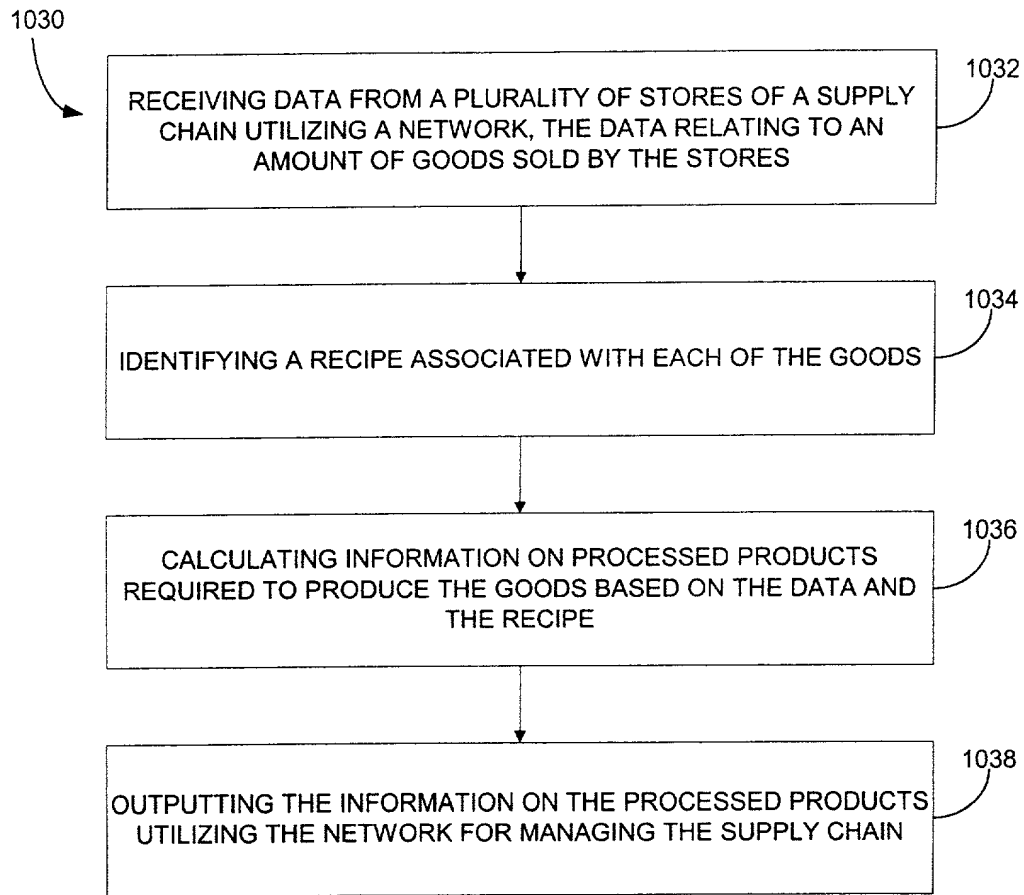 1030
1032
RECEIVING DATA FROM A PLURALITY OF STORES OF A SUPPLY
CHAIN UTILIZING A NETWORK, THE DATA RELATING TO AN
AMOUNT OF GOODS SOLD BY THE STORES
1034
IDENTIFYING A RECIPE ASSOCIATED WITH EACH OF THE GOODS
1036
CALCULATING INFORMATION ON PROCESSED PRODUCTS
REQUIRED TO PRODUCE THE GOODS BASED ON THE DATA AND
THE RECIPE
1038
OUTPUTTING THE INFORMATION ON THE PROCESSED PRODUCTS
UTILIZING THE NETWORK FOR MANAGING THE SUPPLY CHAIN